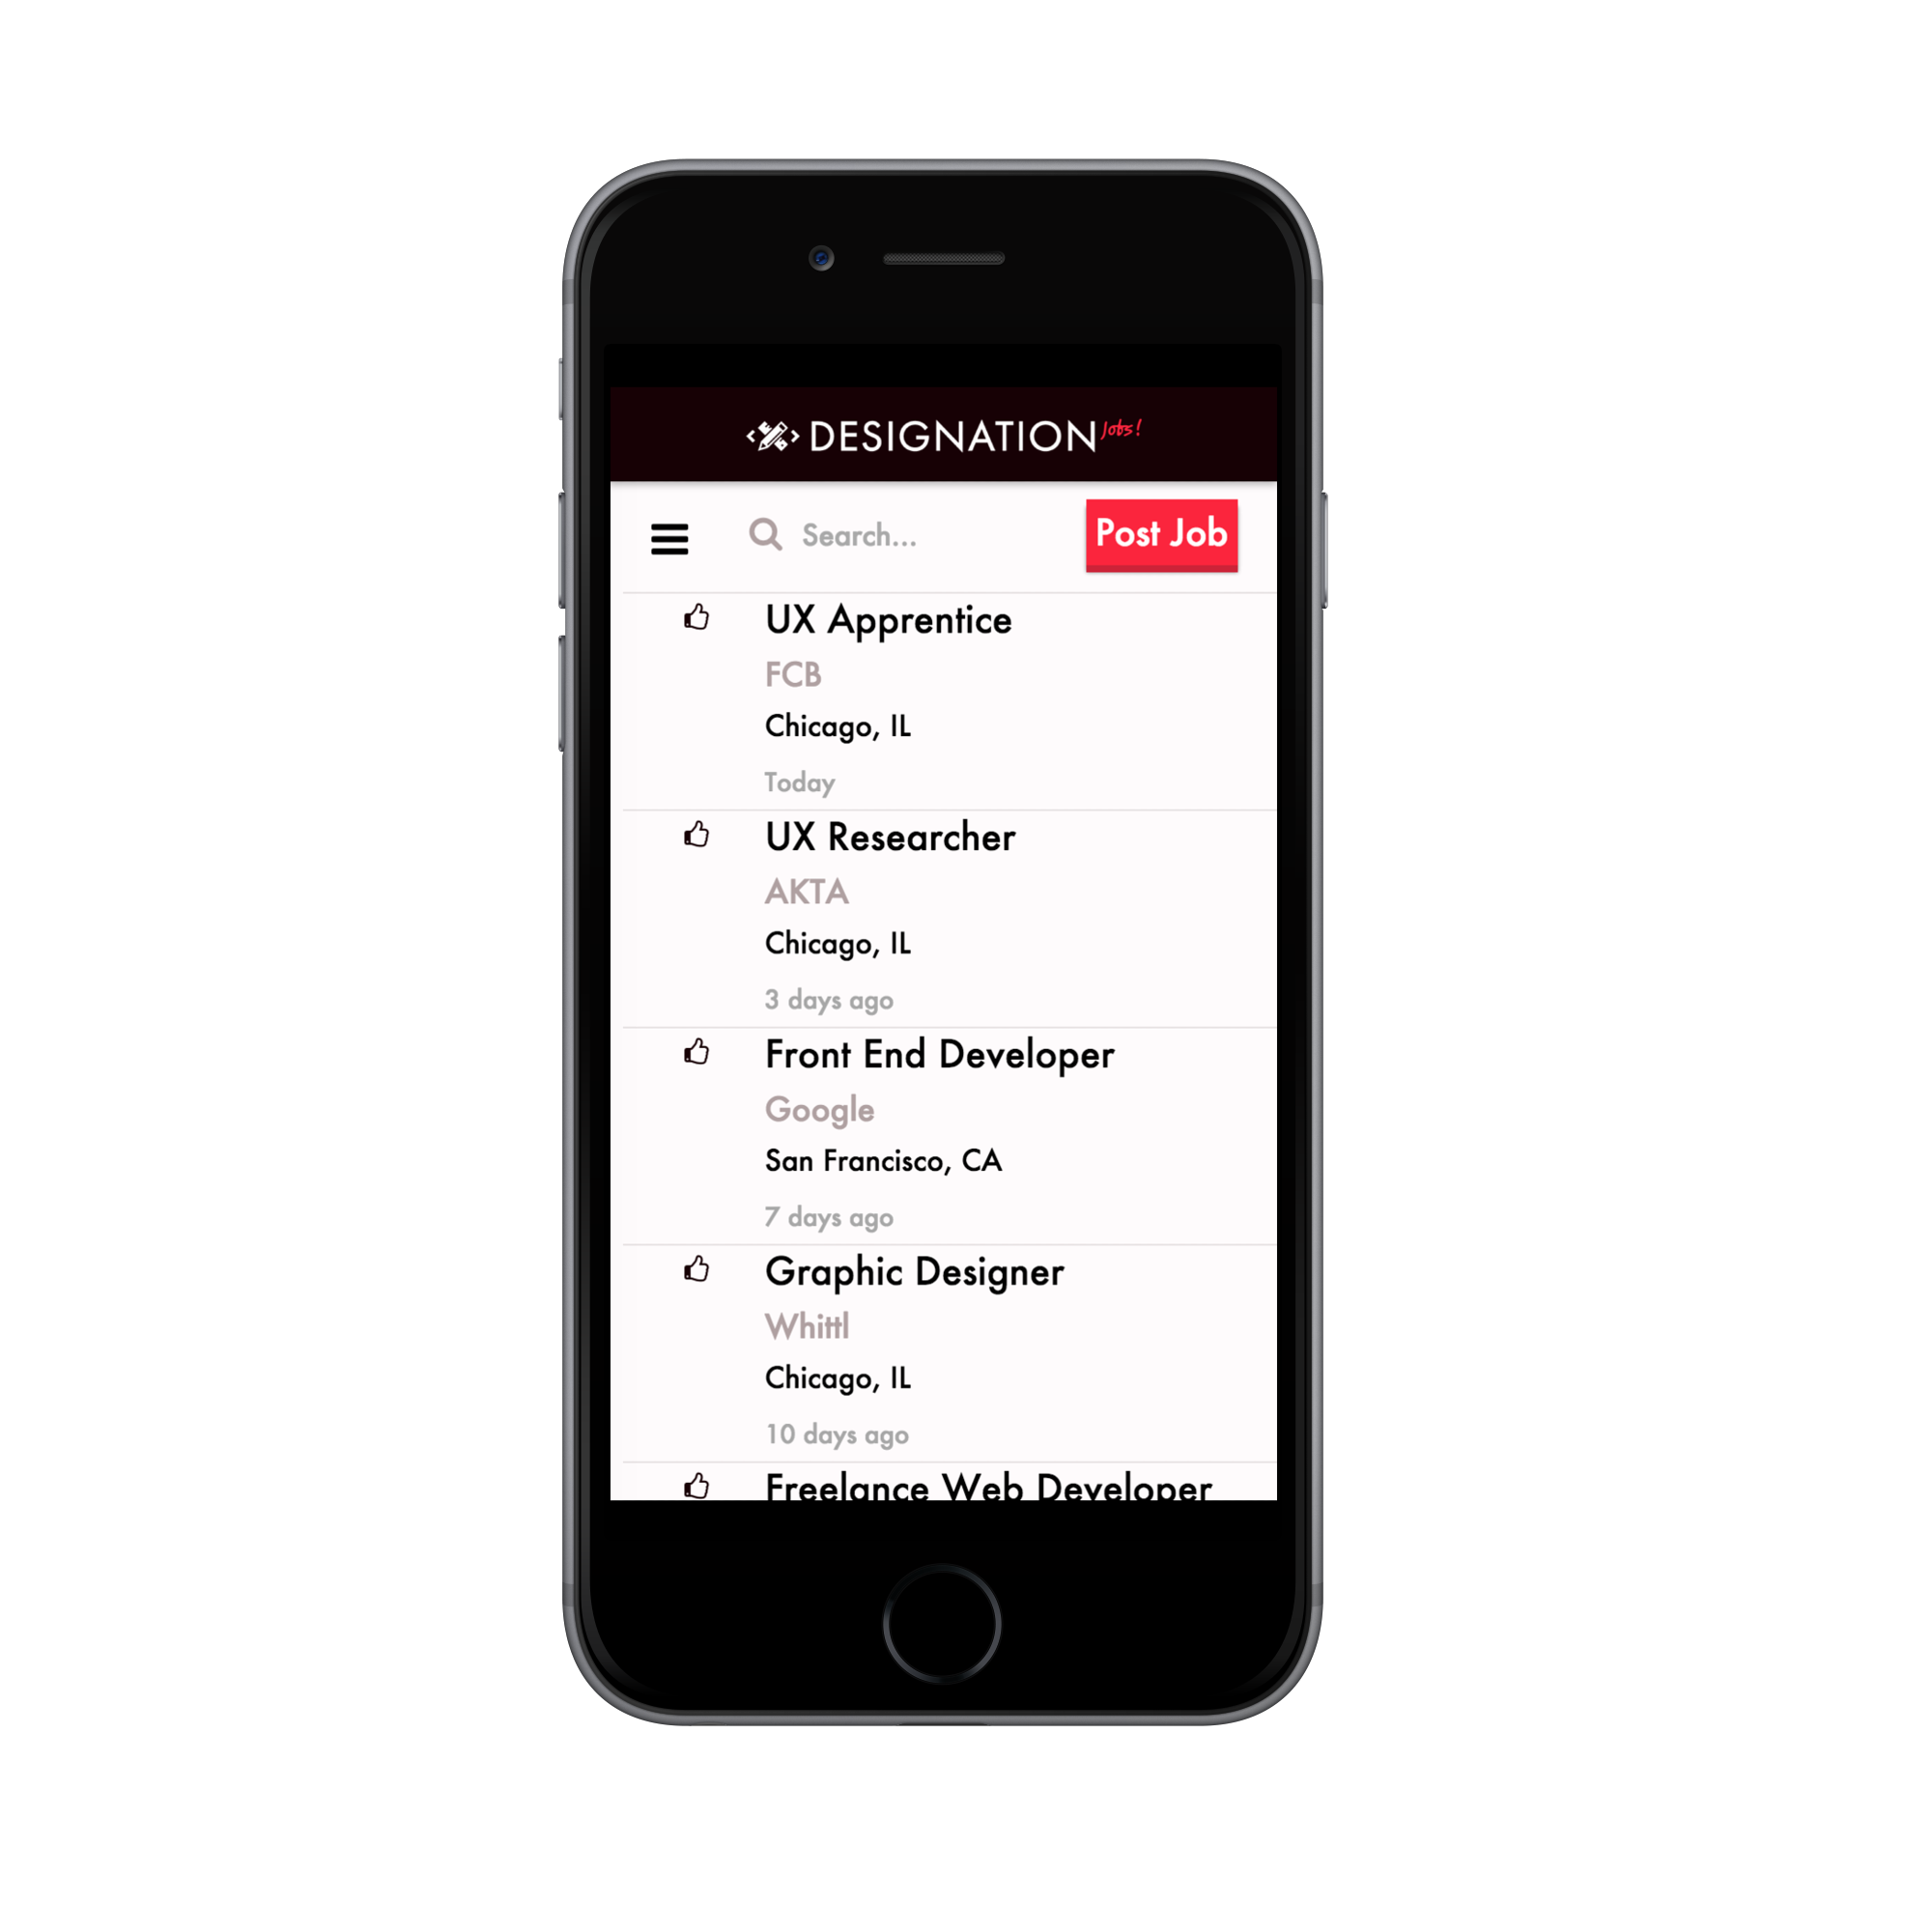 DESIGNATION Jobs!
Search... Post Job
UX Apprentice
FCB
Chicago, IL
Today
UX Researcher
AKTA
Chicago, IL
3 days ago
Front End Developer
Google
San Francisco, CA
7 days ago
Graphic Designer
Whittl
Chicago, IL
10 days ago
Freelance Web Developer